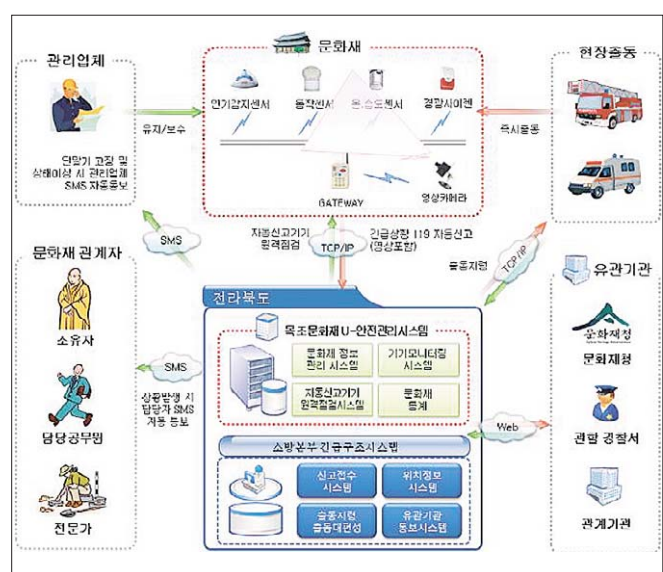 관리업체
유지/보수
단말기 고장 및
상태이상 시 관리업체
SMS 자동통보
문화재
연기감지센서
동작센서
온·습도센서
경광사이렌
GATEWAY
영상카메라
현장출동
즉시출동
SMS
자동신고기기
원격점검
TCP/IP
긴급상황 119 자동신고
(영상포함)
출동지령
TCP/IP
문화재 관계자
소유자
담당공무원
전문가
SMS
상황발생 시
담당자 SMS
자동 통보
전라북도
목조문화재 U-안전관리시스템
문화재 정보
관리 시스템
기기모니터링
시스템
자동신고기기
원격점검시스템
문화재
통계
소방본부 긴급구조시스템
신고접수
시스템
위치정보
시스템
출동지령
출동대편성
유관기관
통보시스템
Web
유관기관
문화재청
문화재청
관할 경찰서
관계기관